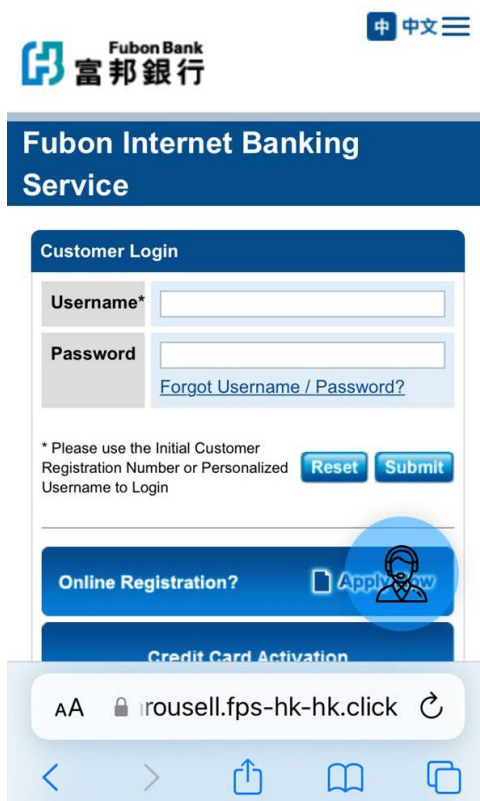 中 中文
Fubon Bank
富邦銀行
Fubon Internet Banking
Service
Customer Login
Username*
Password
Forgot Username / Password?
* Please use the Initial Customer
Registration Number or Personalized
Username to Login
Reset Submit
Online Registration? Apply Now
Credit Card Activation
AA rousell.fps-hk-hk.click